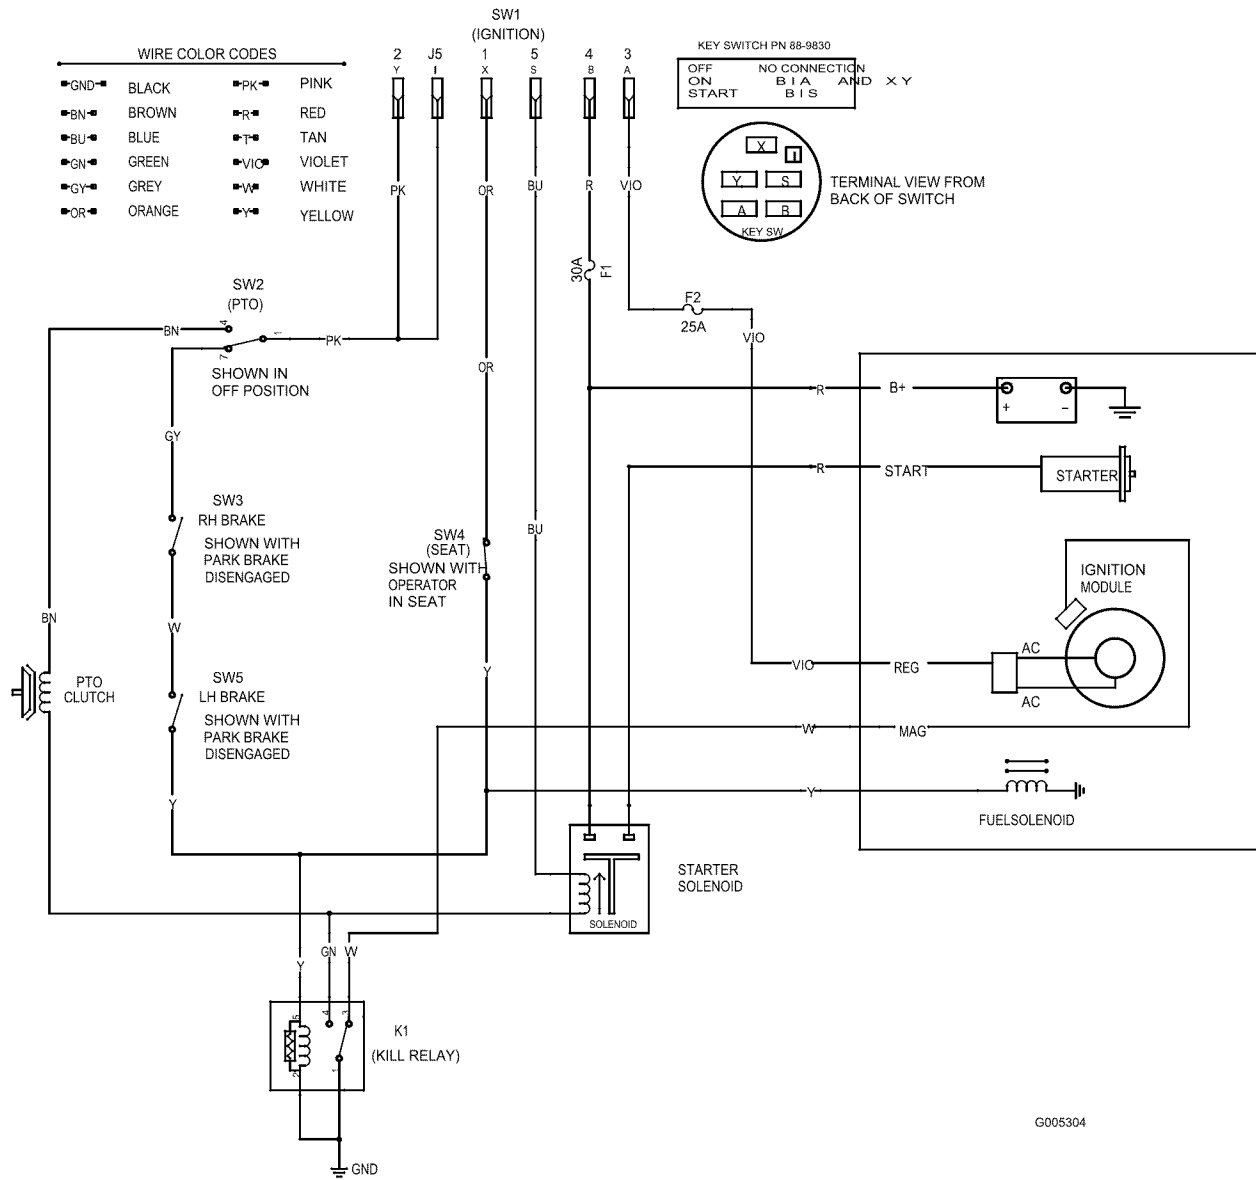 SW1
(IGNITION)
2 J5 1 5 4 3
Y I X S B A
WIRE COLOR CODES
GND BLACK PK PINK
BN BROWN R RED
BU BLUE T TAN
GN GREEN VIO VIOLET
GY GREY W WHITE
OR ORANGE Y YELLOW
KEY SWITCH PN 88-9830
OFF NO CONNECTION
ON B I A AND X Y
START B I S
X
I
Y S
A B
KEY SW
TERMINAL VIEW FROM
BACK OF SWITCH
PK
OR
BU
R
VIO
30A
F1
F2
25A
VIO
SW2
(PTO)
BN
4
1
7
PK
SHOWN IN
OFF POSITION
OR
GY
R B+
+ -
R START
STARTER
SW3
RH BRAKE
SHOWN WITH
PARK BRAKE
DISENGAGED
SW4
(SEAT)
SHOWN WITH
OPERATOR
IN SEAT
BU
IGNITION
MODULE
BN
W
Y
VIO REG
AC
AC
PTO
CLUTCH
SW5
LH BRAKE
SHOWN WITH
PARK BRAKE
DISENGAGED
W MAG
Y
Y
FUELSOLENOID
STARTER
SOLENOID
SOLENOID
Y
GN
W
5
4
3
2
1
K1
(KILL RELAY)
GND
G005304